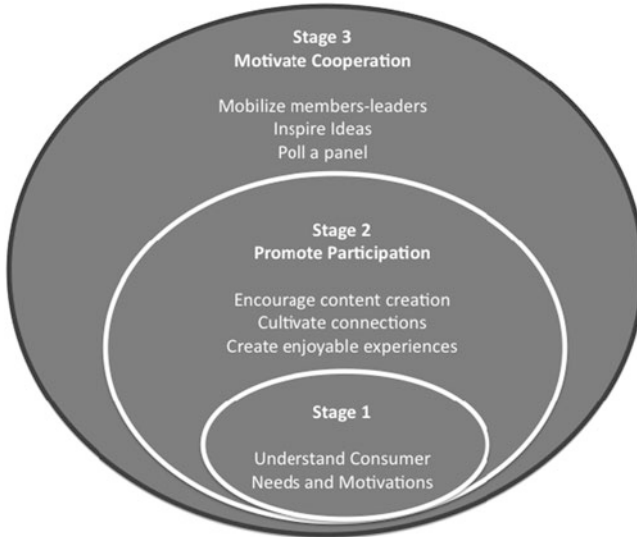 Stage 3
Motivate Cooperation
Mobilize members-leaders
Inspire Ideas
Poll a panel
Stage 2
Promote Participation
Encourage content creation
Cultivate connections
Create enjoyable experiences
Stage 1
Understand Consumer
Needs and Motivations